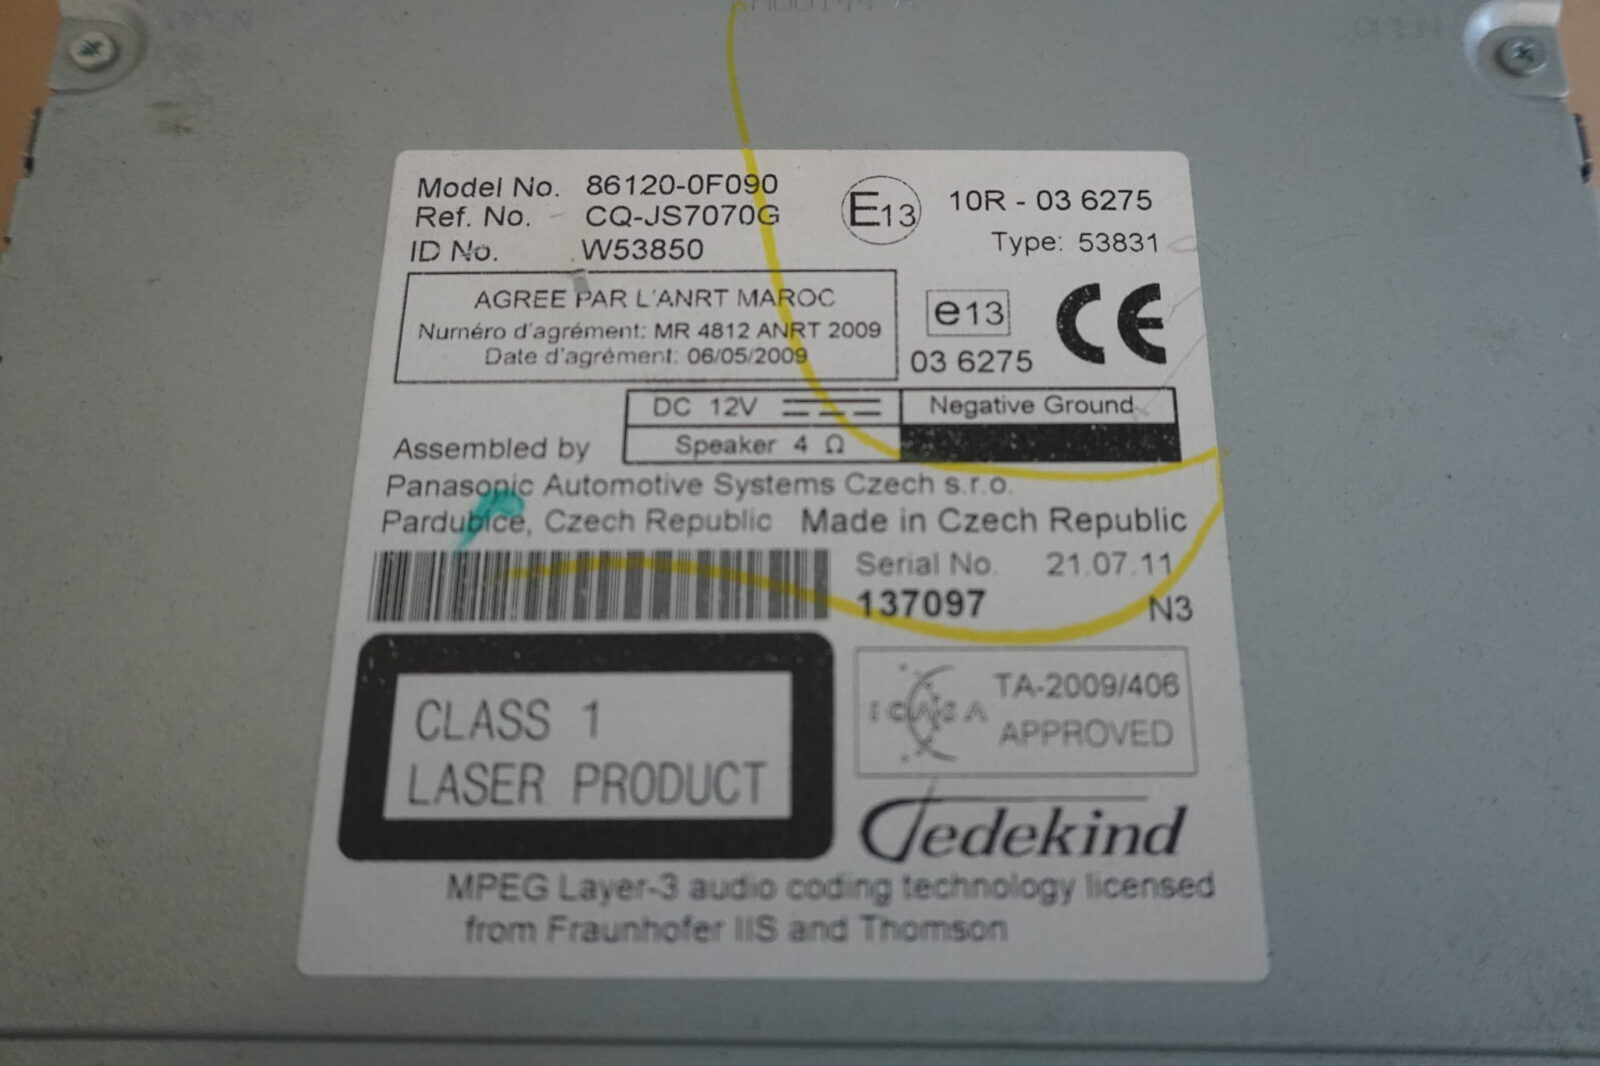 Model No. 86120-0F090
Ref. No. CQ-JS7070G
ID No. W53850
E13
10R - 03 6275
Type: 53831
AGREE PAR L'ANRT MAROC
Numéro d'agrément: MR 4812 ANRT 2009
Date d'agrément: 06/05/2009
e13
03 6275
CE
DC 12V
Negative Ground
Speaker 4 Ω
Assembled by
Panasonic Automotive Systems Czech s.r.o.
Pardubice, Czech Republic Made in Czech Republic
Serial No. 21.07.11
137097 N3
CLASS 1
LASER PRODUCT
ICASA
TA-2009/406
APPROVED
Jedekind
MPEG Layer-3 audio coding technology licensed
from Fraunhofer IIS and Thomson